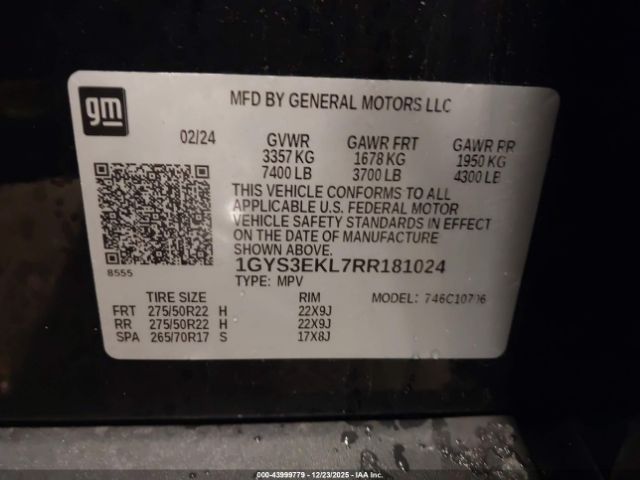 gm
MFD BY GENERAL MOTORS LLC
02/24 GVWR GAWR FRT GAWR RR
3357 KG 1678 KG 1950 KG
7400 LB 3700 LB 4300 LB
THIS VEHICLE CONFORMS TO ALL
APPLICABLE U.S. FEDERAL MOTOR
VEHICLE SAFETY STANDARDS IN EFFECT
ON THE DATE OF MANUFACTURE
SHOWN ABOVE.
8555
1GYS3EKL7RR181024
TYPE: MPV
TIRE SIZE RIM MODEL:
FRT 275/50R22 H 22X9J
RR 275/50R22 H 22X9J
SPA 265/70R17 S 17X8J
© 43999779 - 12/23/2025 - IAAI.COM